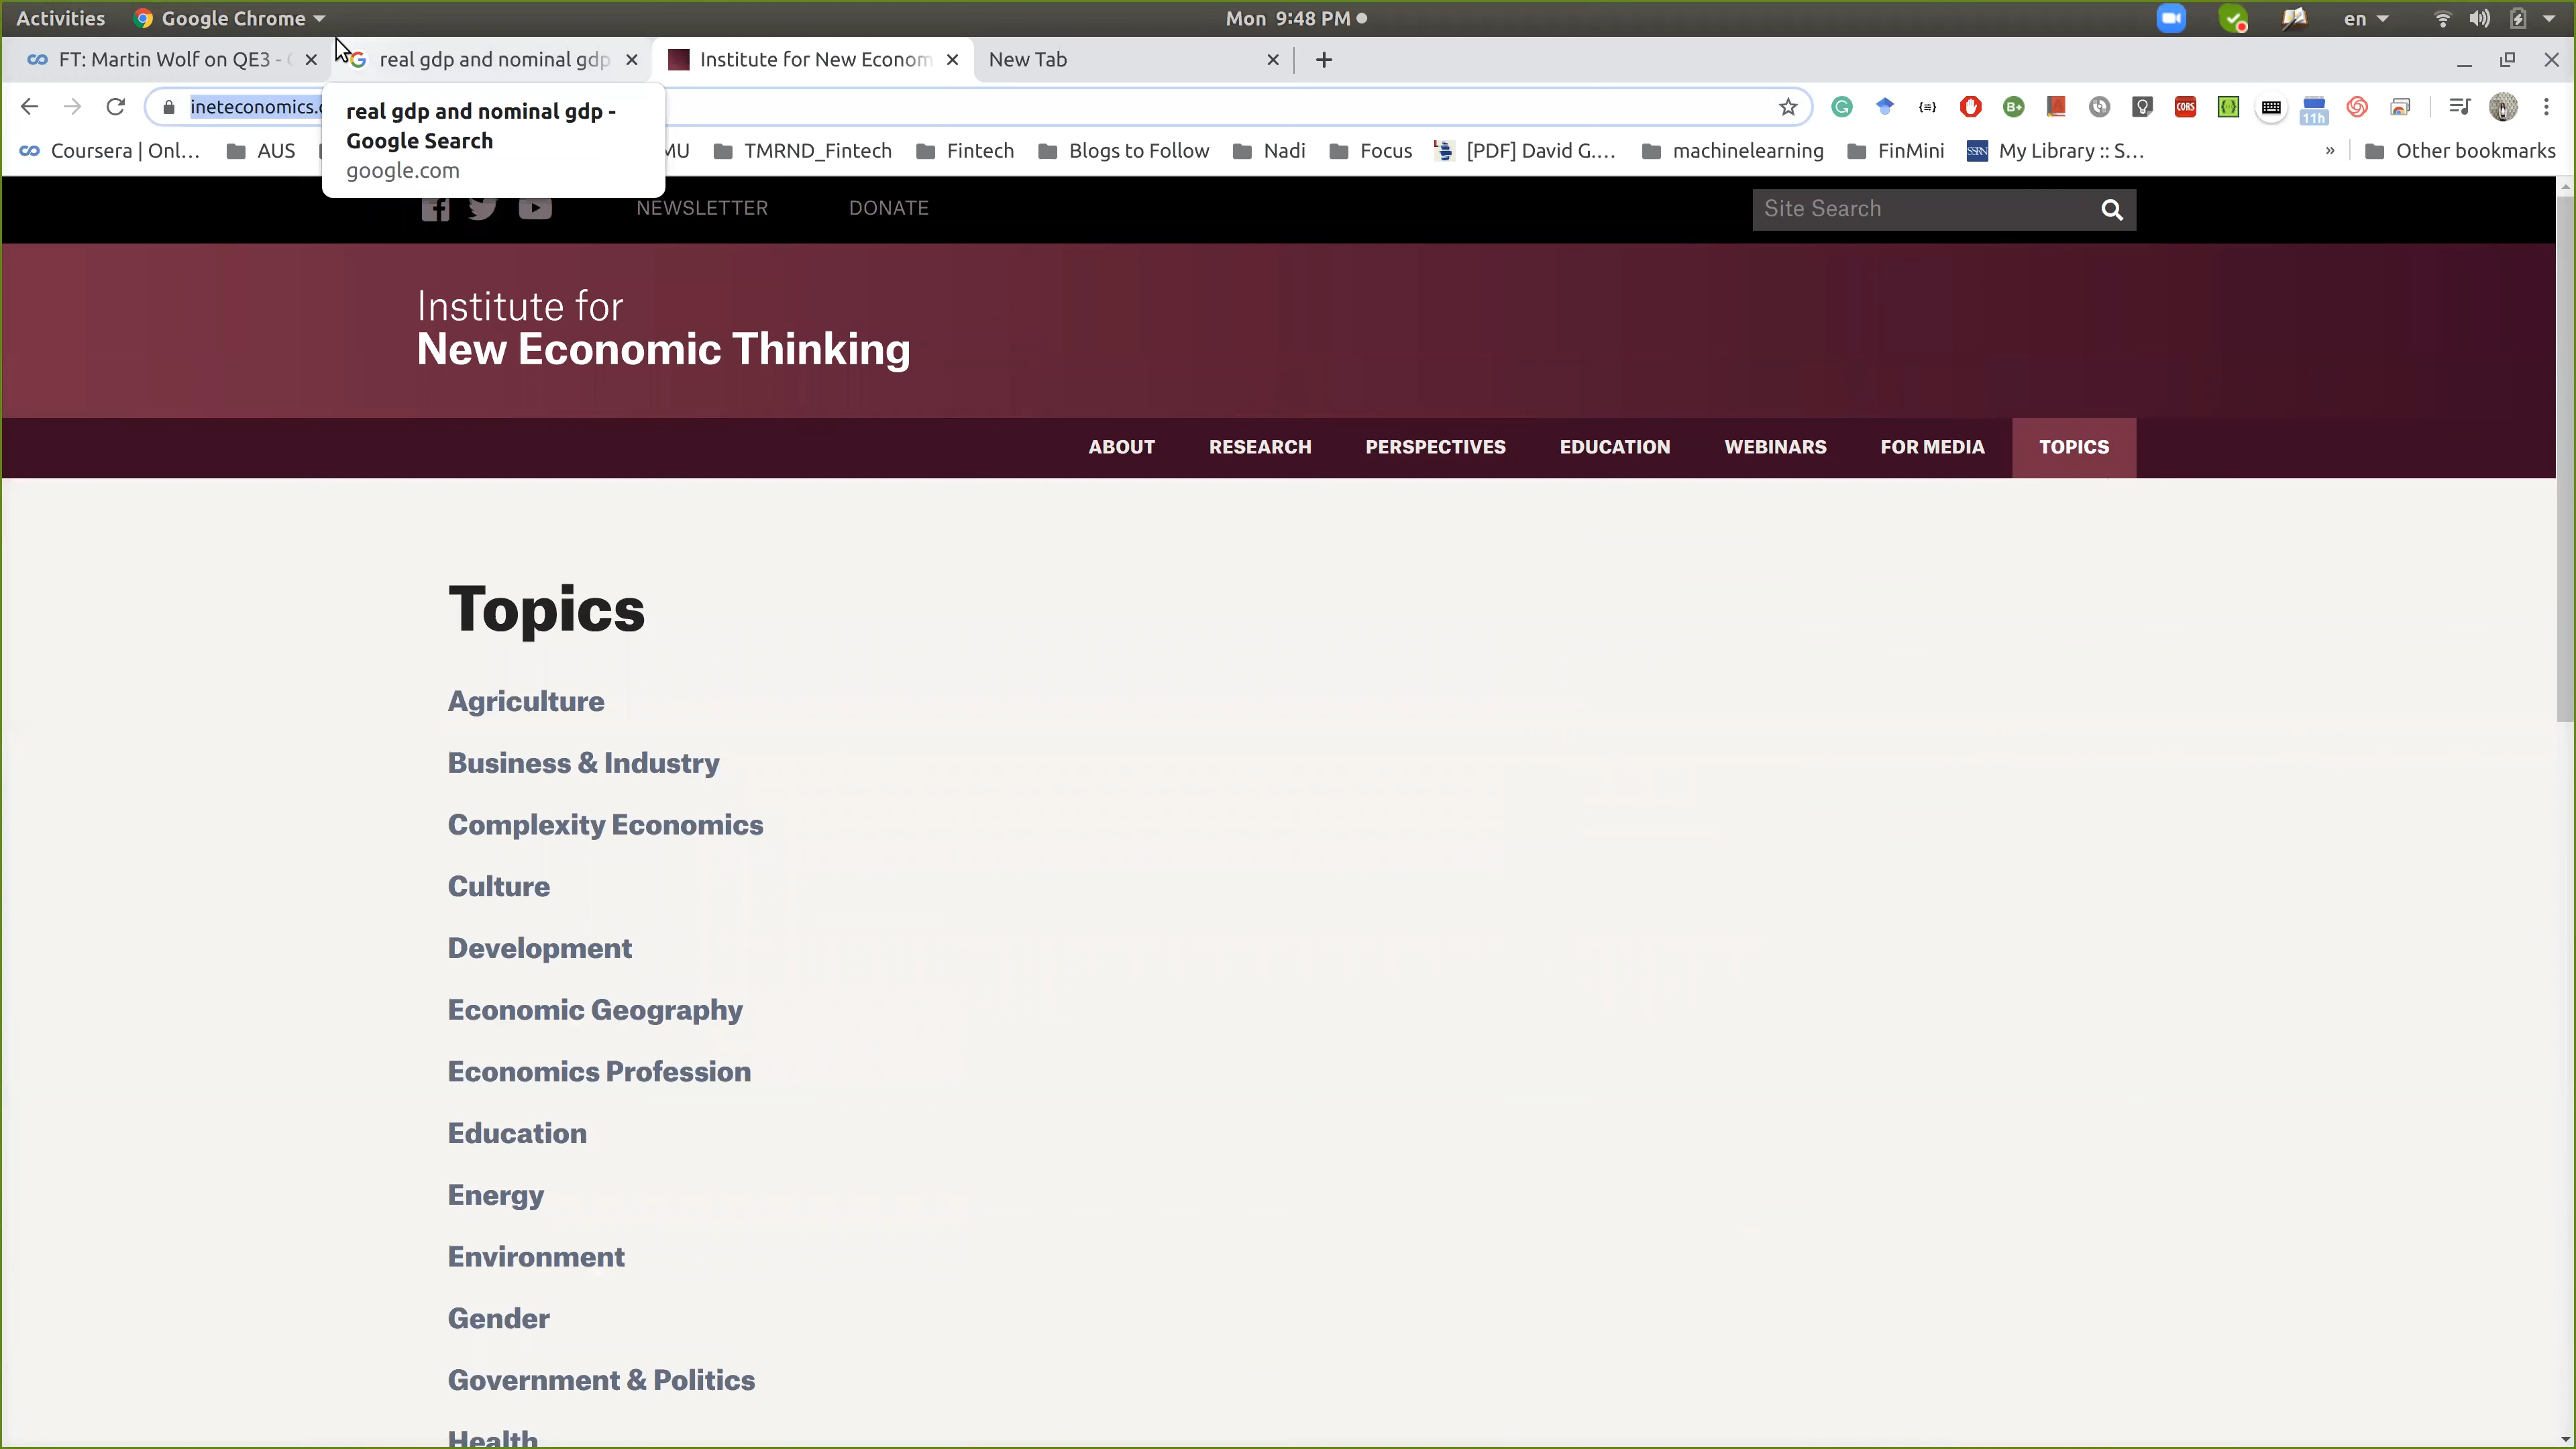 Activities Google Chrome Mon 9:48 PM en
FT: Martin Wolf on QE3 - real gdp and nominal gdp Institute for New Econom New Tab
ineteconomics.
real gdp and nominal gdp -
Google Search
google.com
11h
CORS
Coursera | Onl... AUS MU TMRND_Fintech Fintech Blogs to Follow Nadi Focus [PDF] David G.... machinelearning FinMini SSRN My Library :: S... » Other bookmarks
NEWSLETTER DONATE Site Search
Institute for
New Economic Thinking
ABOUT RESEARCH PERSPECTIVES EDUCATION WEBINARS FOR MEDIA TOPICS
Topics
Agriculture
Business & Industry
Complexity Economics
Culture
Development
Economic Geography
Economics Profession
Education
Energy
Environment
Gender
Government & Politics
Health